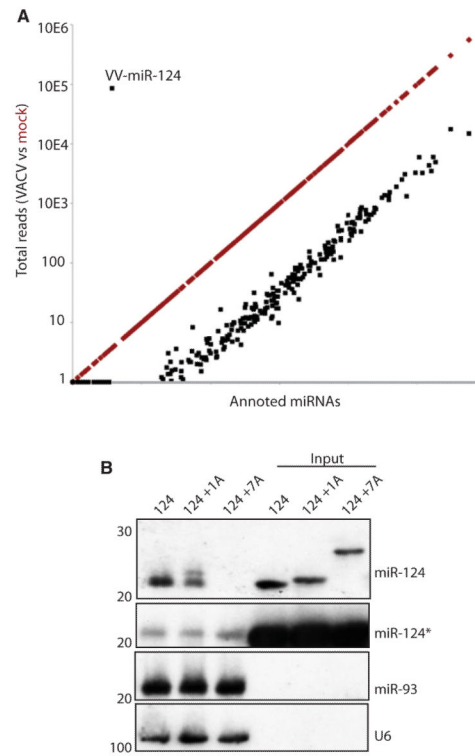 A
10E6
10E5
10E4
10E3
100
10
1
Total reads (VACV vs mock)
VV-miR-124
Annoted miRNAs
B
Input
124
124 +1A
124 +7A
124
124 +1A
124 +7A
30
20
miR-124
20
miR-124*
20
miR-93
100
U6